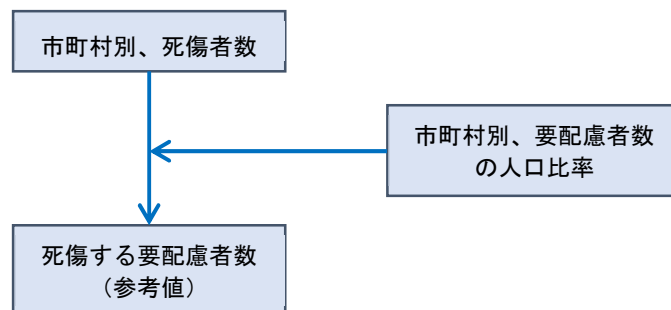 市町村別、死傷者数
市町村別、要配慮者数
の人口比率
死傷する要配慮者数
（参考値）